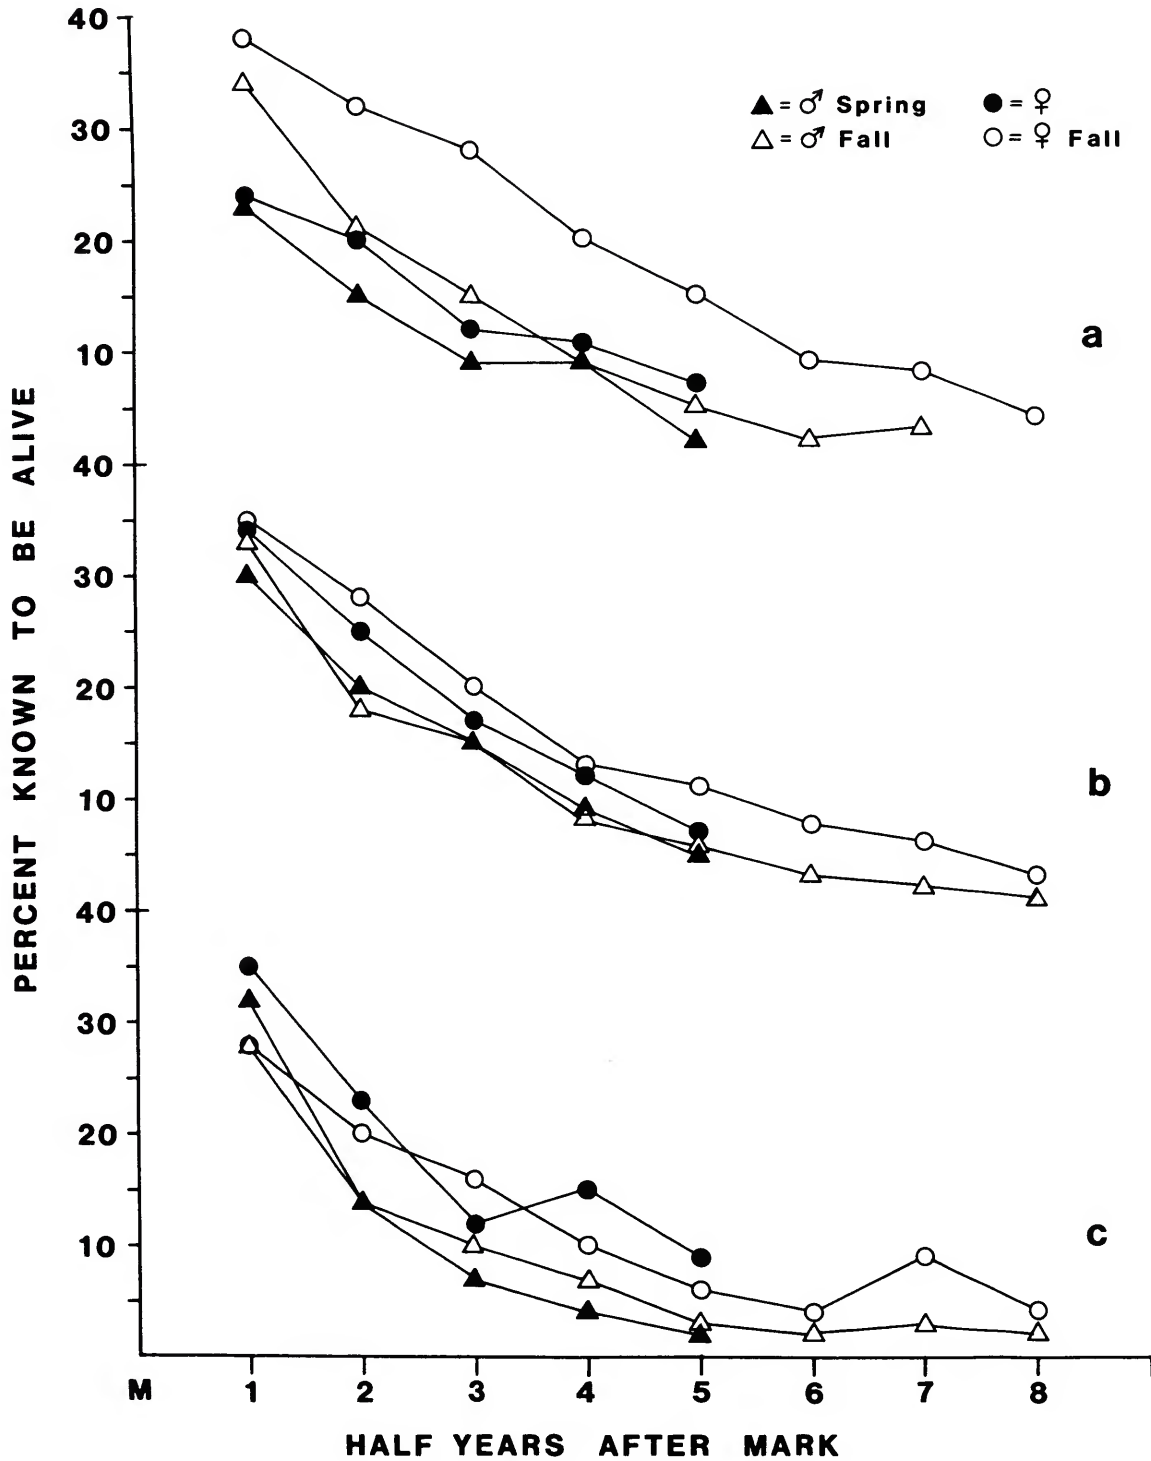 40
▲ = ♂ Spring ● = ♀
△ = ♂ Fall ○ = ♀ Fall
30
20
a
10
40
30
20
b
10
40
30
20
c
10
PERCENT KNOWN TO BE ALIVE
M 1 2 3 4 5 6 7 8
HALF YEARS AFTER MARK